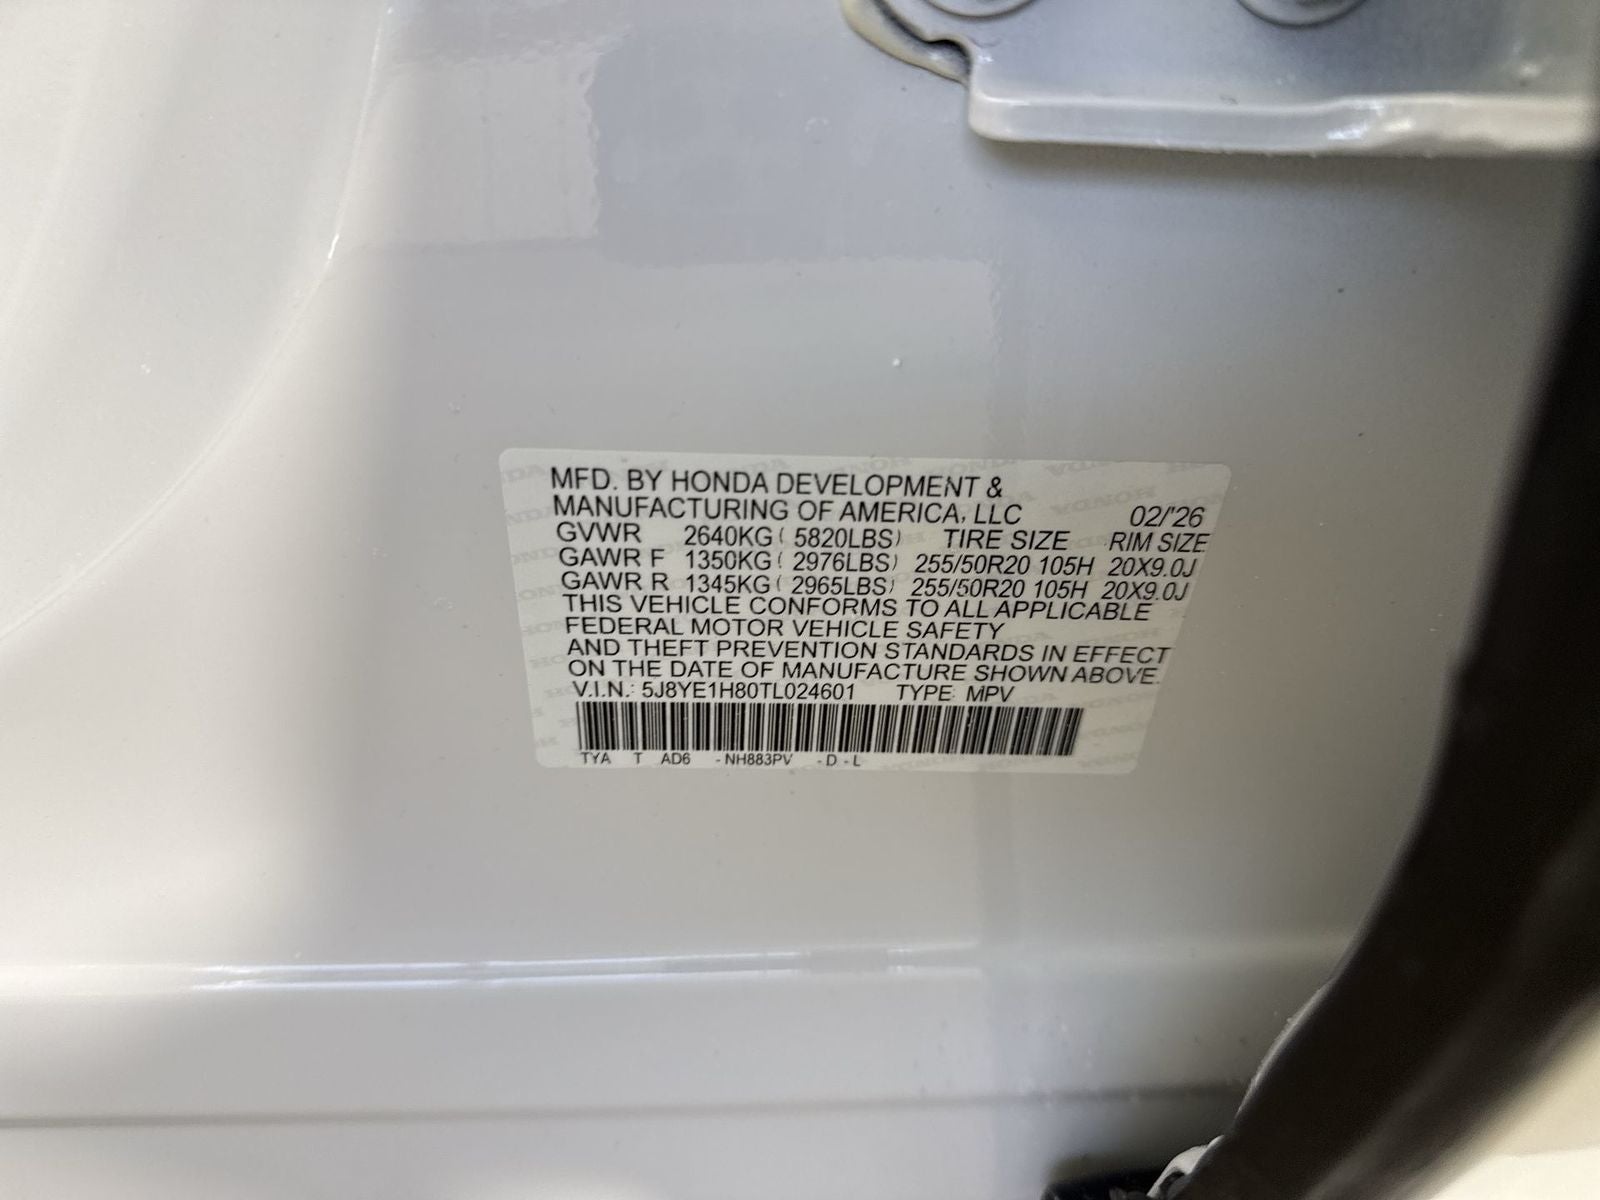 MFD. BY HONDA DEVELOPMENT &
MANUFACTURING OF AMERICA, LLC 02/'26
GVWR 2640KG ( 5820LBS) TIRE SIZE RIM SIZE
GAWR F 1350KG ( 2976LBS) 255/50R20 105H 20X9.0J
GAWR R 1345KG ( 2965LBS) 255/50R20 105H 20X9.0J
THIS VEHICLE CONFORMS TO ALL APPLICABLE
FEDERAL MOTOR VEHICLE SAFETY
AND THEFT PREVENTION STANDARDS IN EFFECT
ON THE DATE OF MANUFACTURE SHOWN ABOVE.
V.I.N.: 5J8YE1H80TL024601 TYPE: MPV
TYA T AD6 -NH883PV -D-L